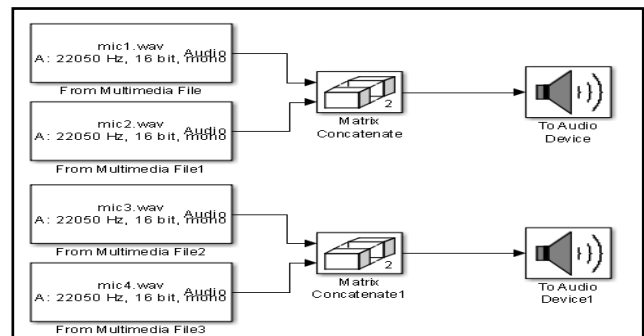 mic1.wav
Audio
A: 22050 Hz, 16 bit, mono
From Multimedia File
mic2.wav
Audio
A: 22050 Hz, 16 bit, mono
From Multimedia File1
2
Matrix
Concatenate
To Audio
Device
mic3.wav
Audio
A: 22050 Hz, 16 bit, mono
From Multimedia File2
mic4.wav
Audio
A: 22050 Hz, 16 bit, mono
From Multimedia File3
2
Matrix
Concatenate1
To Audio
Device1